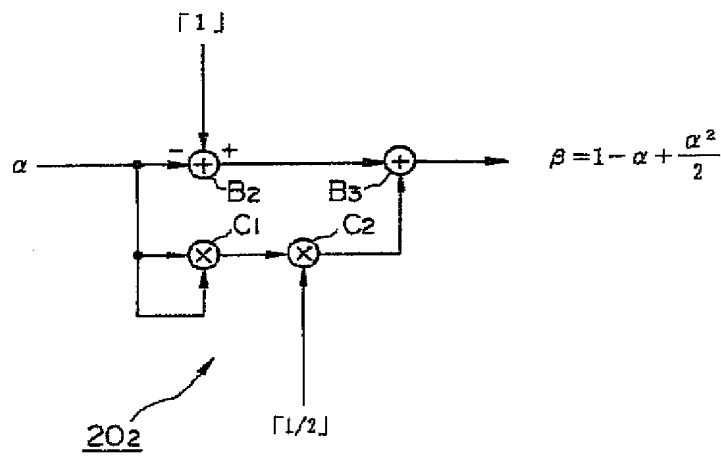 「1」
α
− +
B2
B3
β = 1 − α + α²/2
C1
C2
「1/2」
202